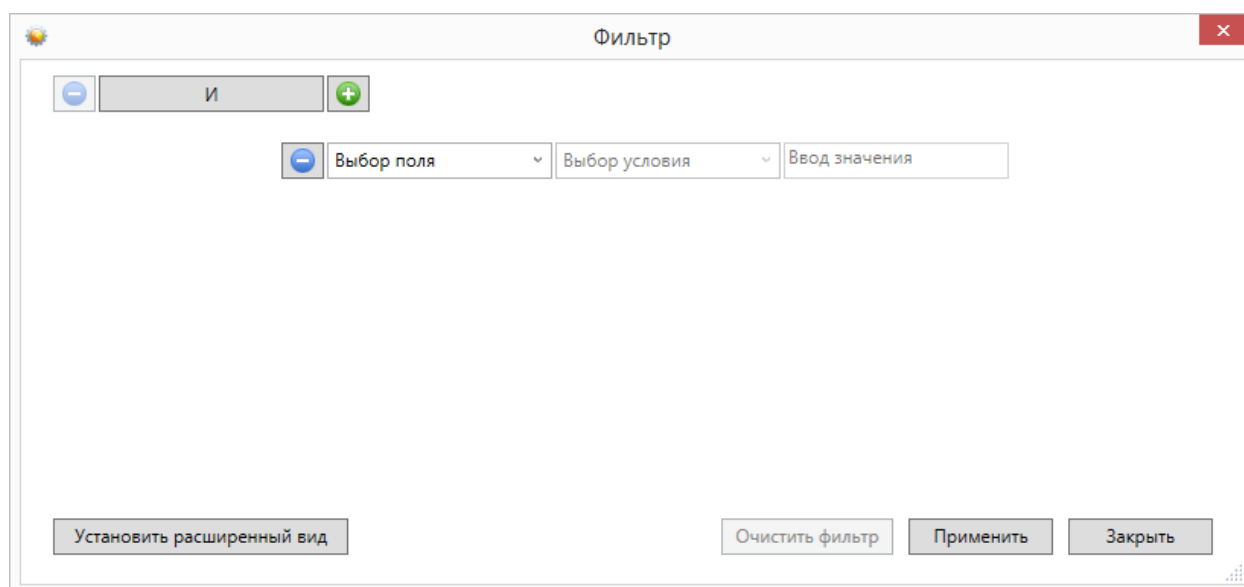 Фильтр
И
Выбор поля Выбор условия Ввод значения
Установить расширенный вид Очистить фильтр Применить Закрыть